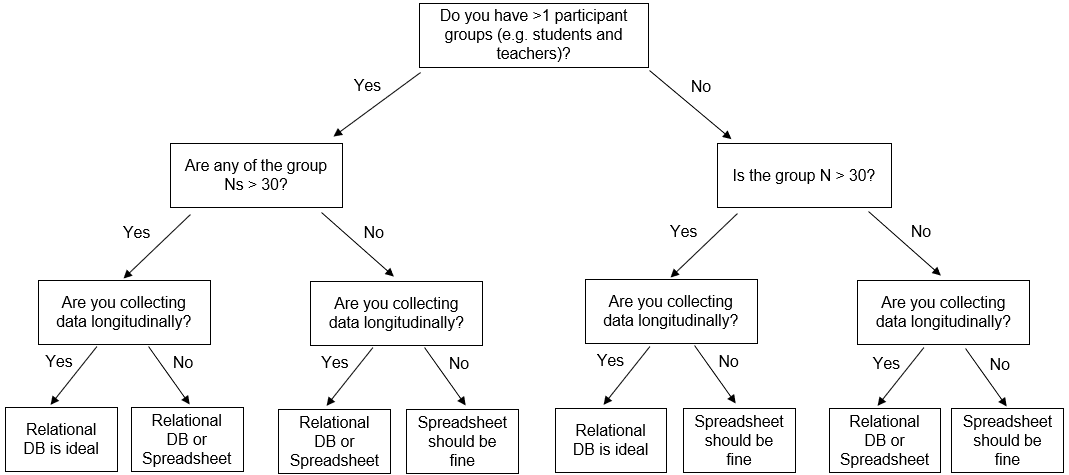 Do you have >1 participant
groups (e.g. students and
teachers)?
Yes
No
Are any of the group
Ns > 30?
Is the group N > 30?
Yes
No
Yes
No
Are you collecting
data longitudinally?
Are you collecting
data longitudinally?
Are you collecting
data longitudinally?
Are you collecting
data longitudinally?
Yes
No
Yes
No
Yes
No
Yes
No
Relational
DB is ideal
Relational
DB or
Spreadsheet
Relational
DB or
Spreadsheet
Spreadsheet
should be
fine
Relational
DB is ideal
Spreadsheet
should be
fine
Relational
DB or
Spreadsheet
Spreadsheet
should be
fine